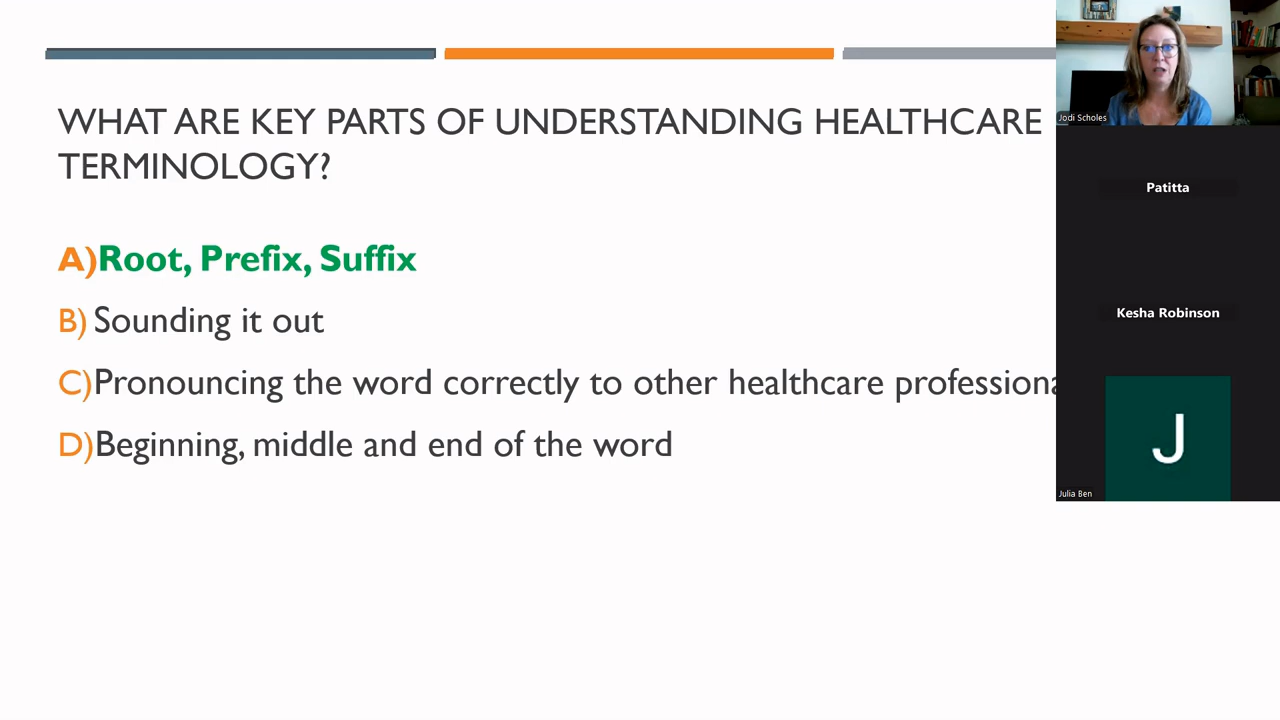 WHAT ARE KEY PARTS OF UNDERSTANDING HEALTHCARE
TERMINOLOGY?
A)Root, Prefix, Suffix
B) Sounding it out
C)Pronouncing the word correctly to other healthcare professiona
D)Beginning, middle and end of the word
Jodi Scholes
Patitta
Kesha Robinson
J
Julia Ben